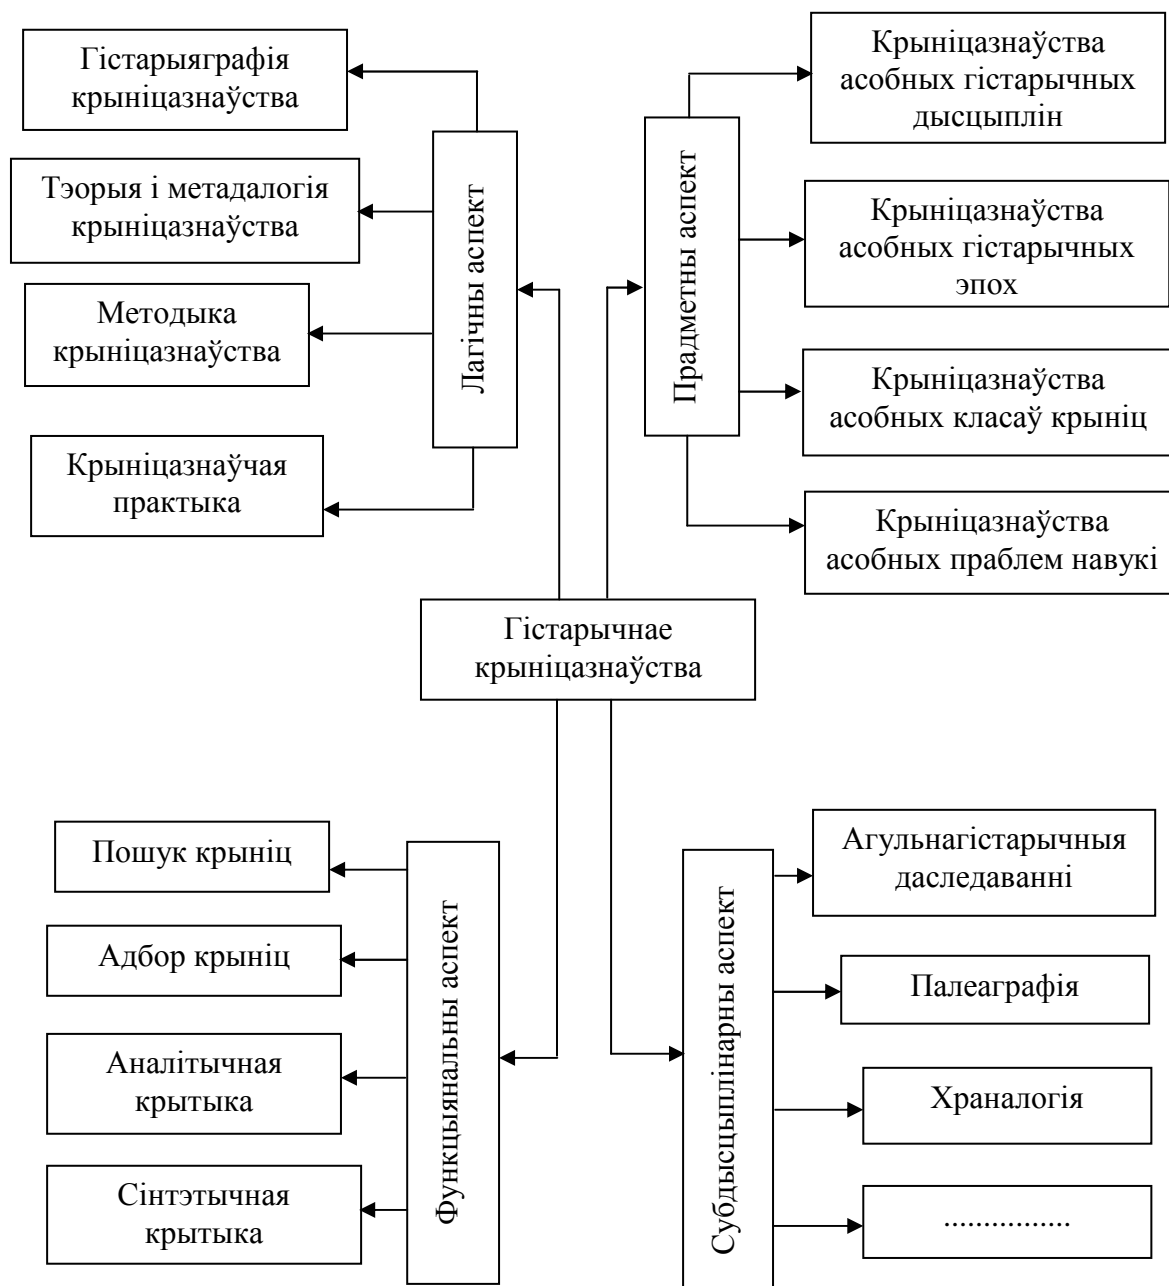 Гістарыяграфія
крыніцазнаўства
Тэорыя і метадалогія
крыніцазнаўства
Методыка
крыніцазнаўства
Крыніцазнаўчая
практыка
Лагічны аспект
Прадметны аспект
Крыніцазнаўства
асобных гістарычных
дысцыплін
Крыніцазнаўства
асобных гістарычных
эпох
Крыніцазнаўства
асобных класаў крыніц
Крыніцазнаўства
асобных праблем навукі
Гістарычнае
крыніцазнаўства
Пошук крыніц
Адбор крыніц
Аналітычная
крытыка
Сінтэтычная
крытыка
Функцыянальны аспект
Субдысцыплінарны аспект
Агульнагістарычныя
даследаванні
Палеаграфія
Храналогія
................